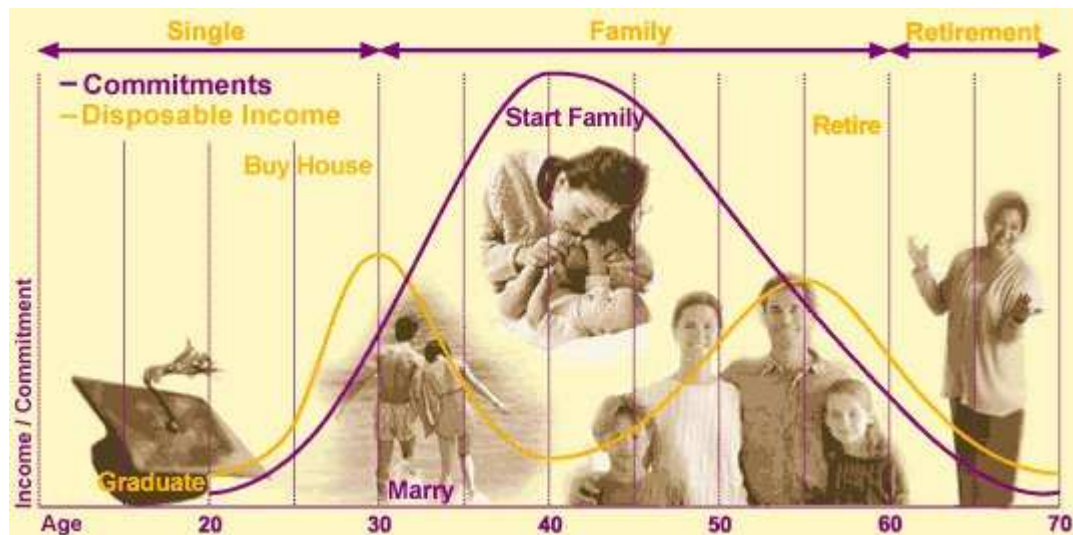 Single
Family
Retirement
Commitments
Disposable Income
Start Family
Retire
Buy House
Income / Commitment
Graduate
Marry
Age 20 30 40 50 60 70